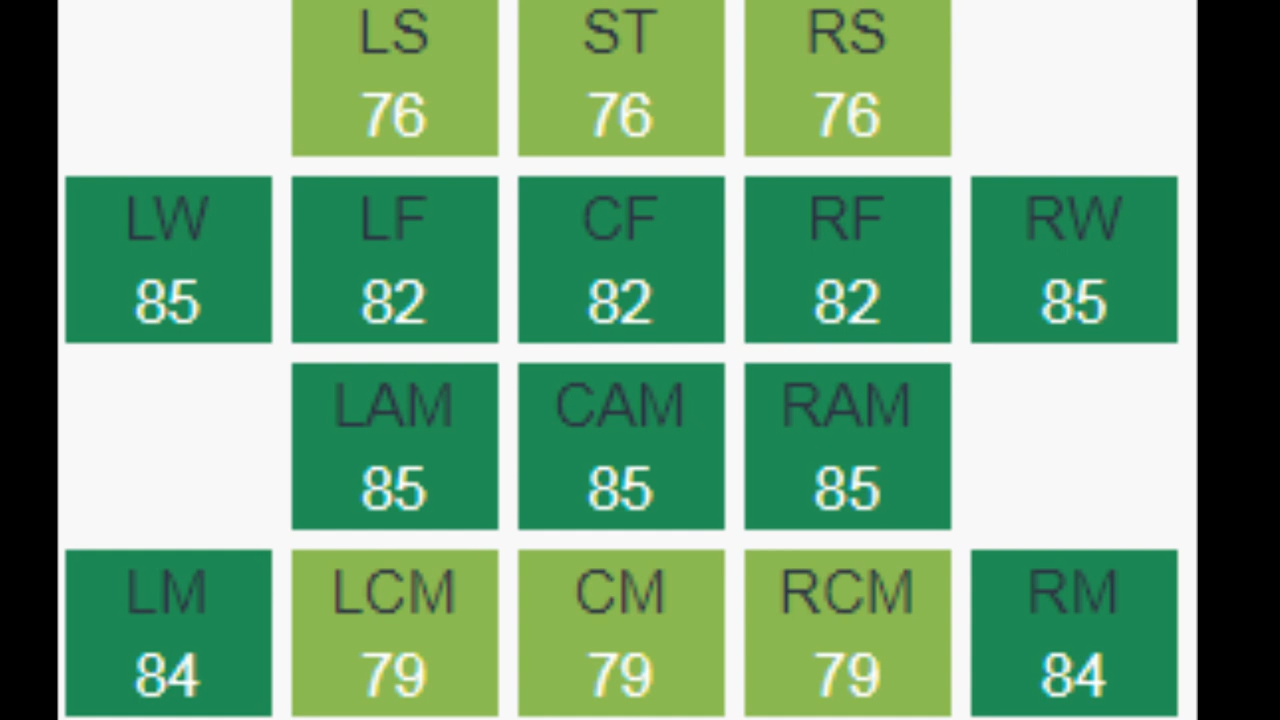 LS ST RS
76 76 76
LW LF CF RF RW
85 82 82 82 85
LAM CAM RAM
85 85 85
LM LCM CM RCM RM
84 79 79 79 84